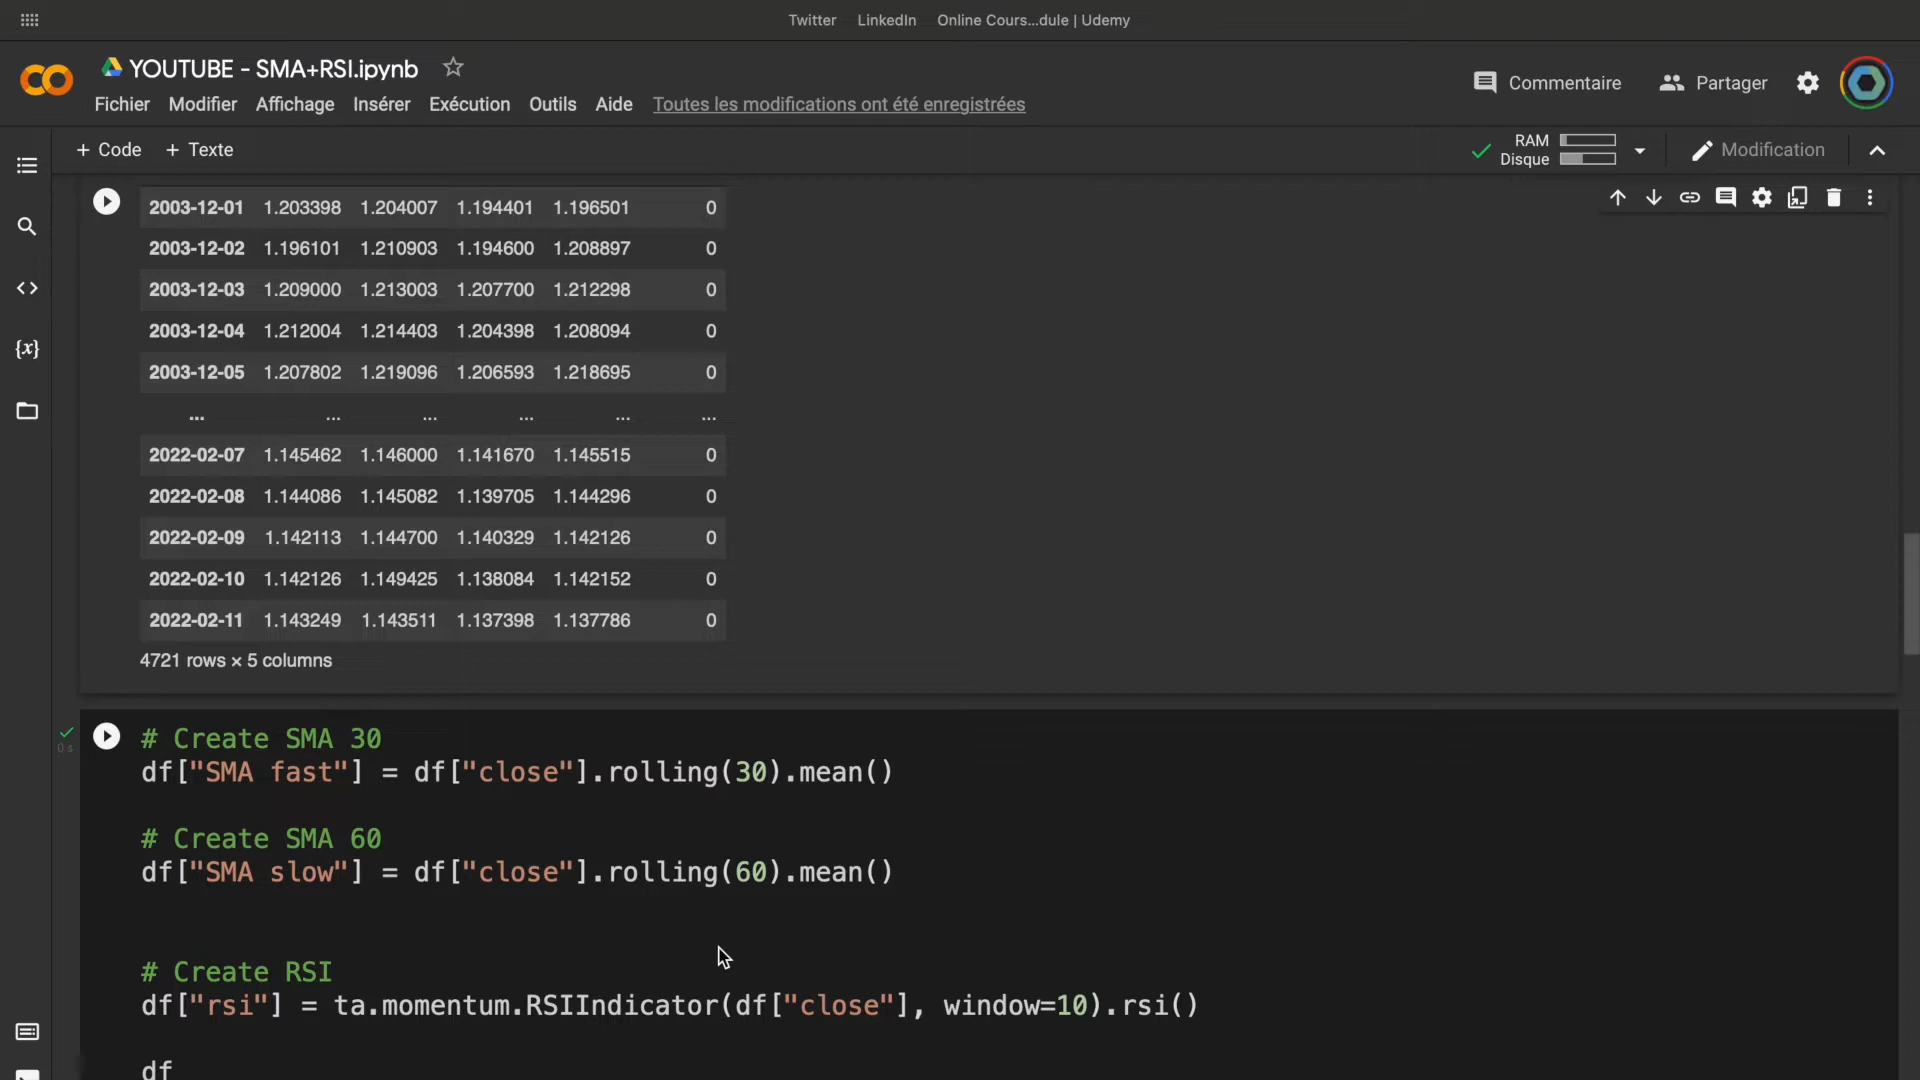 Twitter LinkedIn Online Cours...dule | Udemy
YOUTUBE - SMA+RSI.ipynb
Commentaire Partager
Fichier Modifier Affichage Insérer Exécution Outils Aide Toutes les modifications ont été enregistrées
+ Code + Texte
RAM
Disque
Modification
2003-12-01 1.203398 1.204007 1.194401 1.196501 0
2003-12-02 1.196101 1.210903 1.194600 1.208897 0
2003-12-03 1.209000 1.213003 1.207700 1.212298 0
2003-12-04 1.212004 1.214403 1.204398 1.208094 0
2003-12-05 1.207802 1.219096 1.206593 1.218695 0
... ... ... ... ... ...
2022-02-07 1.145462 1.146000 1.141670 1.145515 0
2022-02-08 1.144086 1.145082 1.139705 1.144296 0
2022-02-09 1.142113 1.144700 1.140329 1.142126 0
2022-02-10 1.142126 1.149425 1.138084 1.142152 0
2022-02-11 1.143249 1.143511 1.137398 1.137786 0
4721 rows × 5 columns
0 s
# Create SMA 30
df["SMA fast"] = df["close"].rolling(30).mean()
# Create SMA 60
df["SMA slow"] = df["close"].rolling(60).mean()
# Create RSI
df["rsi"] = ta.momentum.RSIIndicator(df["close"], window=10).rsi()
df